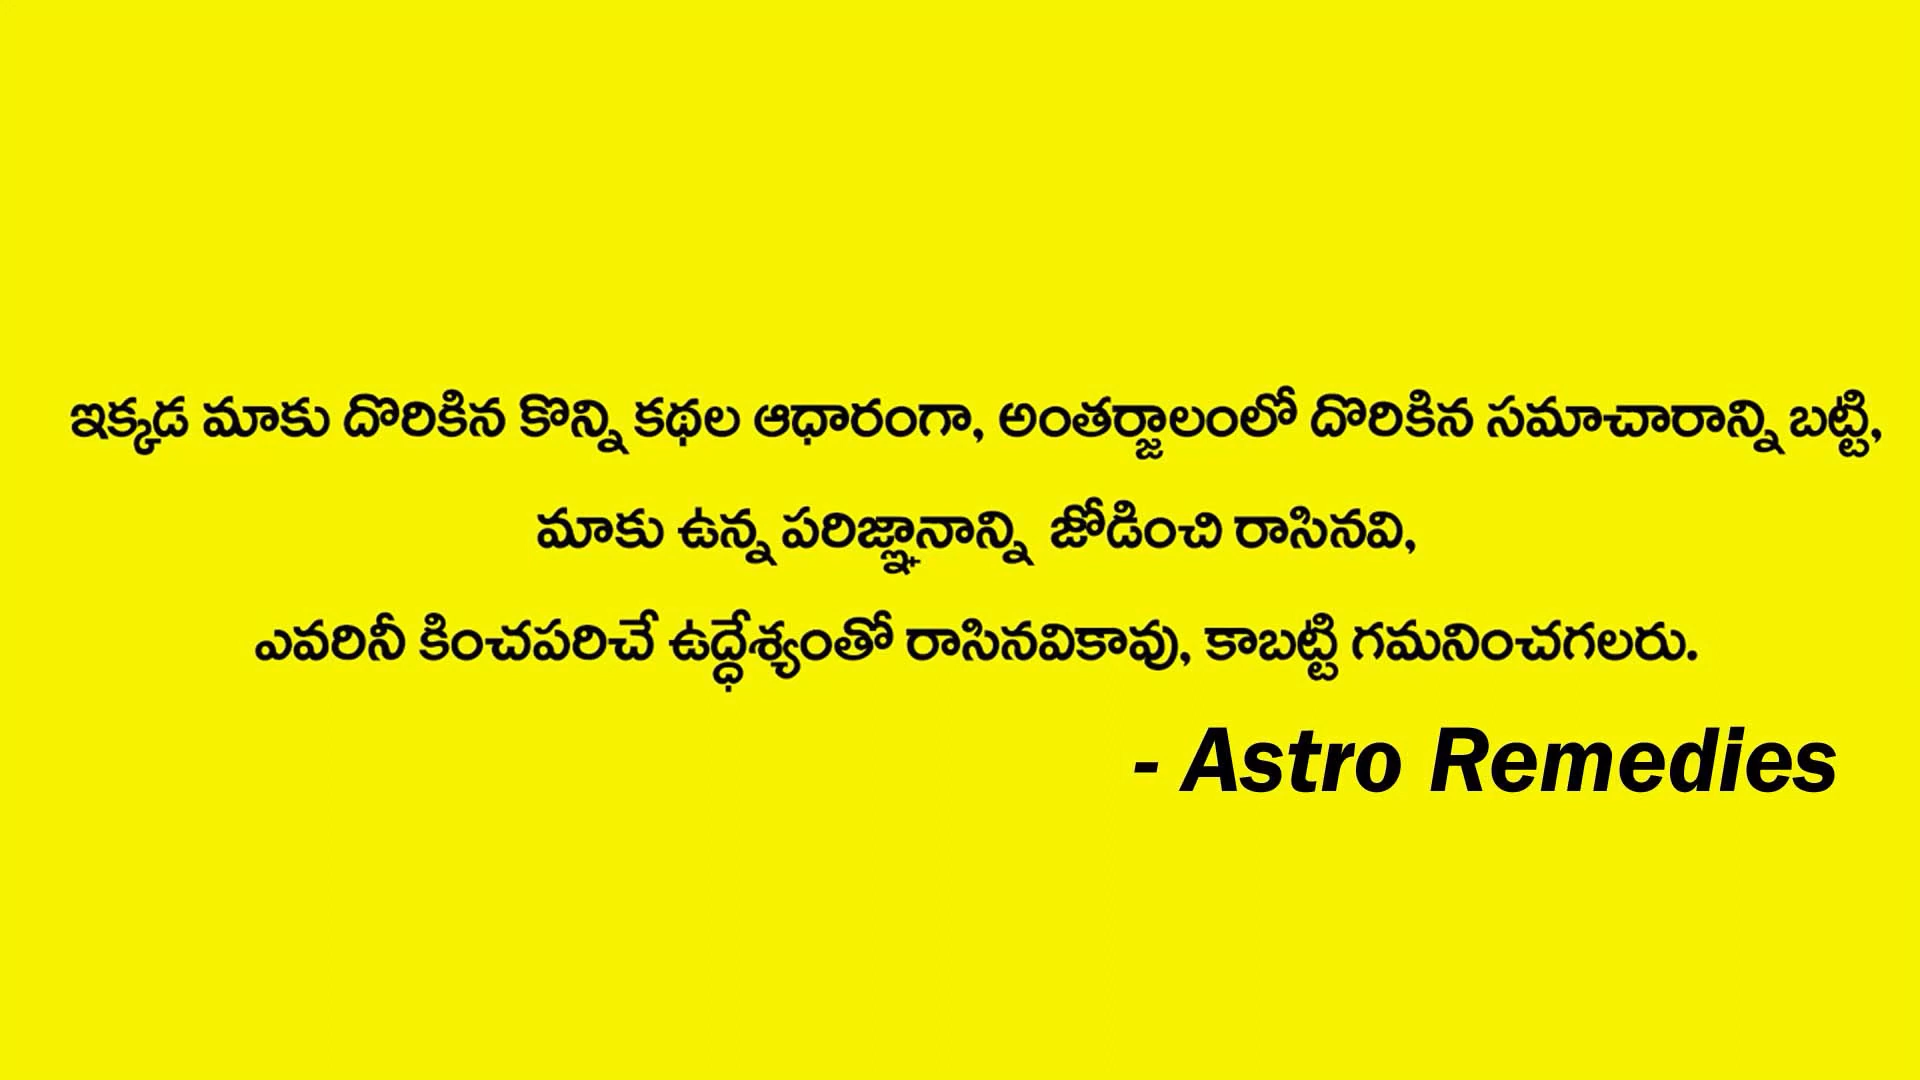 ఇక్కడ మాకు దొరికిన కొన్ని కథల ఆధారంగా, అంతర్జాలంలో దొరికిన సమాచారాన్ని బట్టి,
మాకు ఉన్న పరిజ్ఞానాన్ని జోడించి రాసినవి,
ఎవరినీ కించపరిచే ఉద్ధేశ్యంతో రాసినవికావు, కాబట్టి గమనించగలరు.
- Astro Remedies